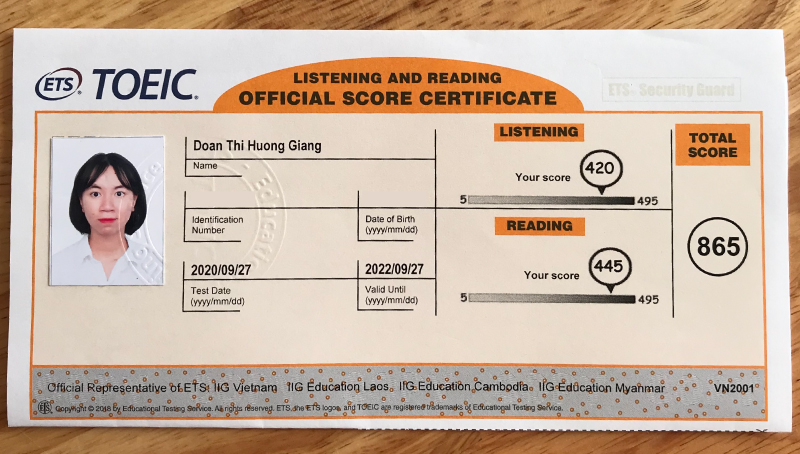 ETS TOEIC®
LISTENING AND READING
OFFICIAL SCORE CERTIFICATE
ETS® Security Guard
Doan Thi Huong Giang
Name
Identification
Number
Date of Birth
(yyyy/mm/dd)
2020/09/27
Test Date
(yyyy/mm/dd)
2022/09/27
Valid Until
(yyyy/mm/dd)
LISTENING
Your score
420
5
495
READING
Your score
445
5
495
TOTAL
SCORE
865
Official Representative of ETS: IIG Vietnam IIG Education Laos IIG Education Cambodia IIG Education Myanmar VN2001
ETS Copyright © 2018 by Educational Testing Service. All rights reserved. ETS, the ETS logos, and TOEIC are registered trademarks of Educational Testing Service.